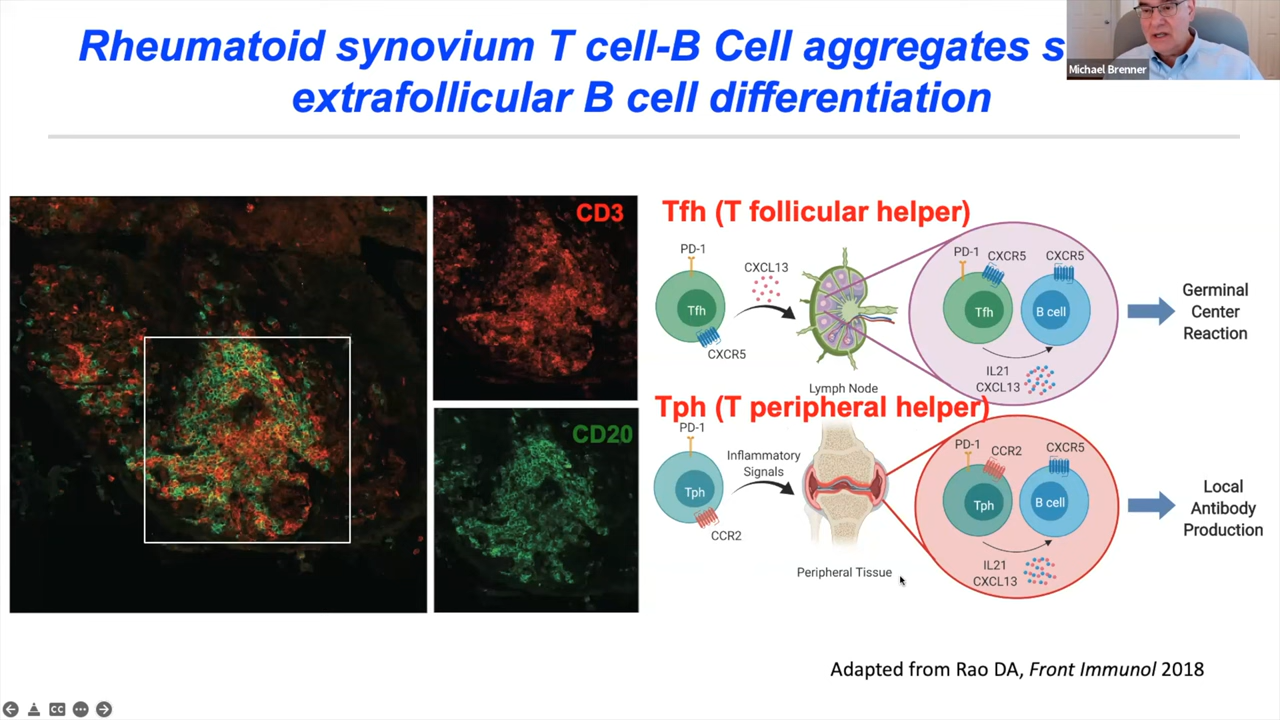 Rheumatoid synovium T cell-B Cell aggregates s
extrafollicular B cell differentiation
Michael Brenner
CD3
CD20
Tfh (T follicular helper)
PD-1
Tfh
CXCR5
CXCL13
Lymph Node
PD-1
CXCR5
CXCR5
Tfh
B cell
IL21
CXCL13
Germinal
Center
Reaction
Tph (T peripheral helper)
PD-1
Tph
CCR2
Inflammatory
Signals
Peripheral Tissue
PD-1
CCR2
CXCR5
Tph
B cell
IL21
CXCL13
Local
Antibody
Production
Adapted from Rao DA, Front Immunol 2018
CC